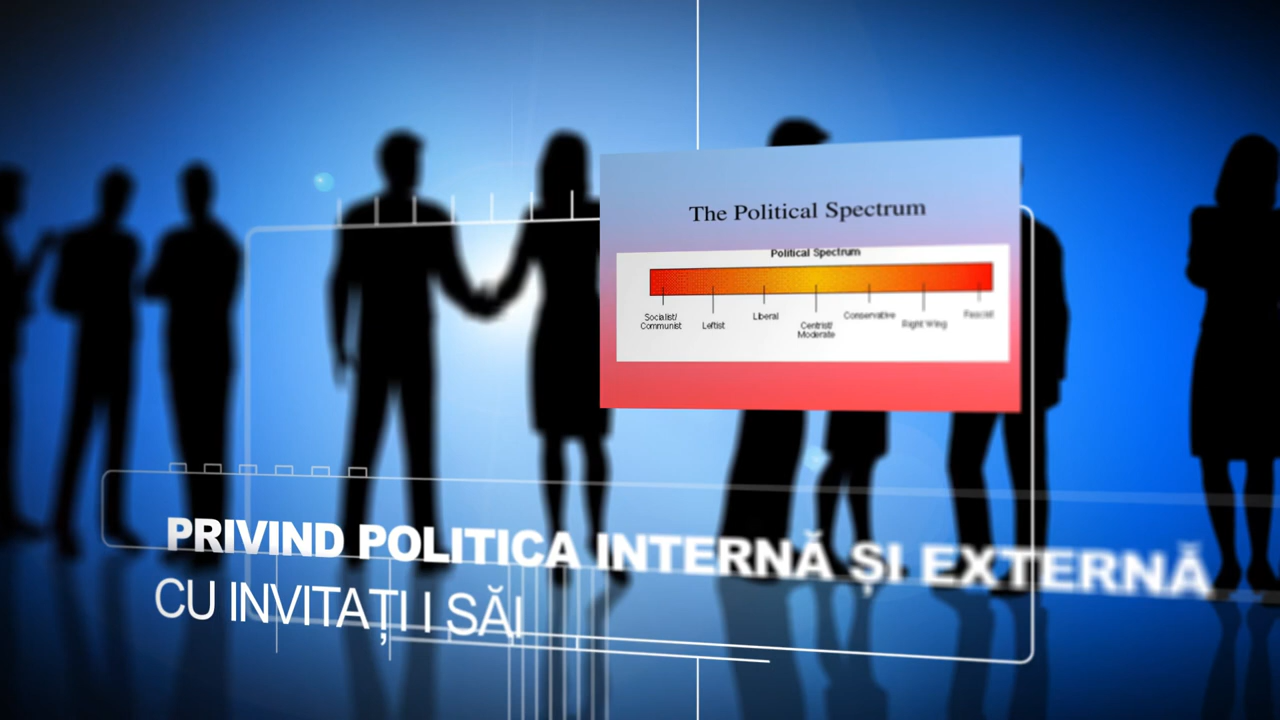 The Political Spectrum
Political Spectrum
Socialist/
Communist
Leftist
Liberal
Centrist/
Moderate
Conservative
Right Wing
Fascist
PRIVIND POLITICA INTERNĂ ȘI EXTERNĂ
CU INVITAȚI I SĂI